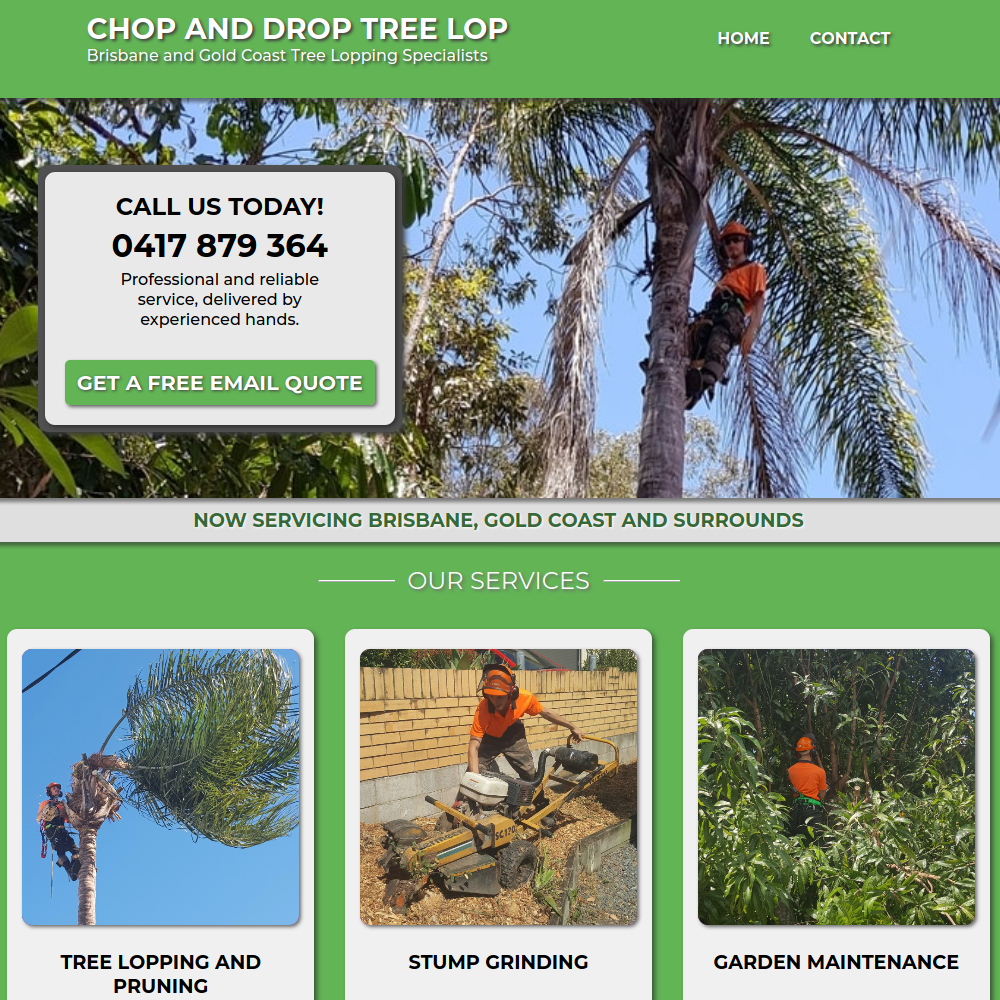 CHOP AND DROP TREE LOP
Brisbane and Gold Coast Tree Lopping Specialists
HOME
CONTACT
CALL US TODAY!
0417 879 364
Professional and reliable
service, delivered by
experienced hands.
GET A FREE EMAIL QUOTE
NOW SERVICING BRISBANE, GOLD COAST AND SURROUNDS
OUR SERVICES
TREE LOPPING AND
PRUNING
STUMP GRINDING
GARDEN MAINTENANCE